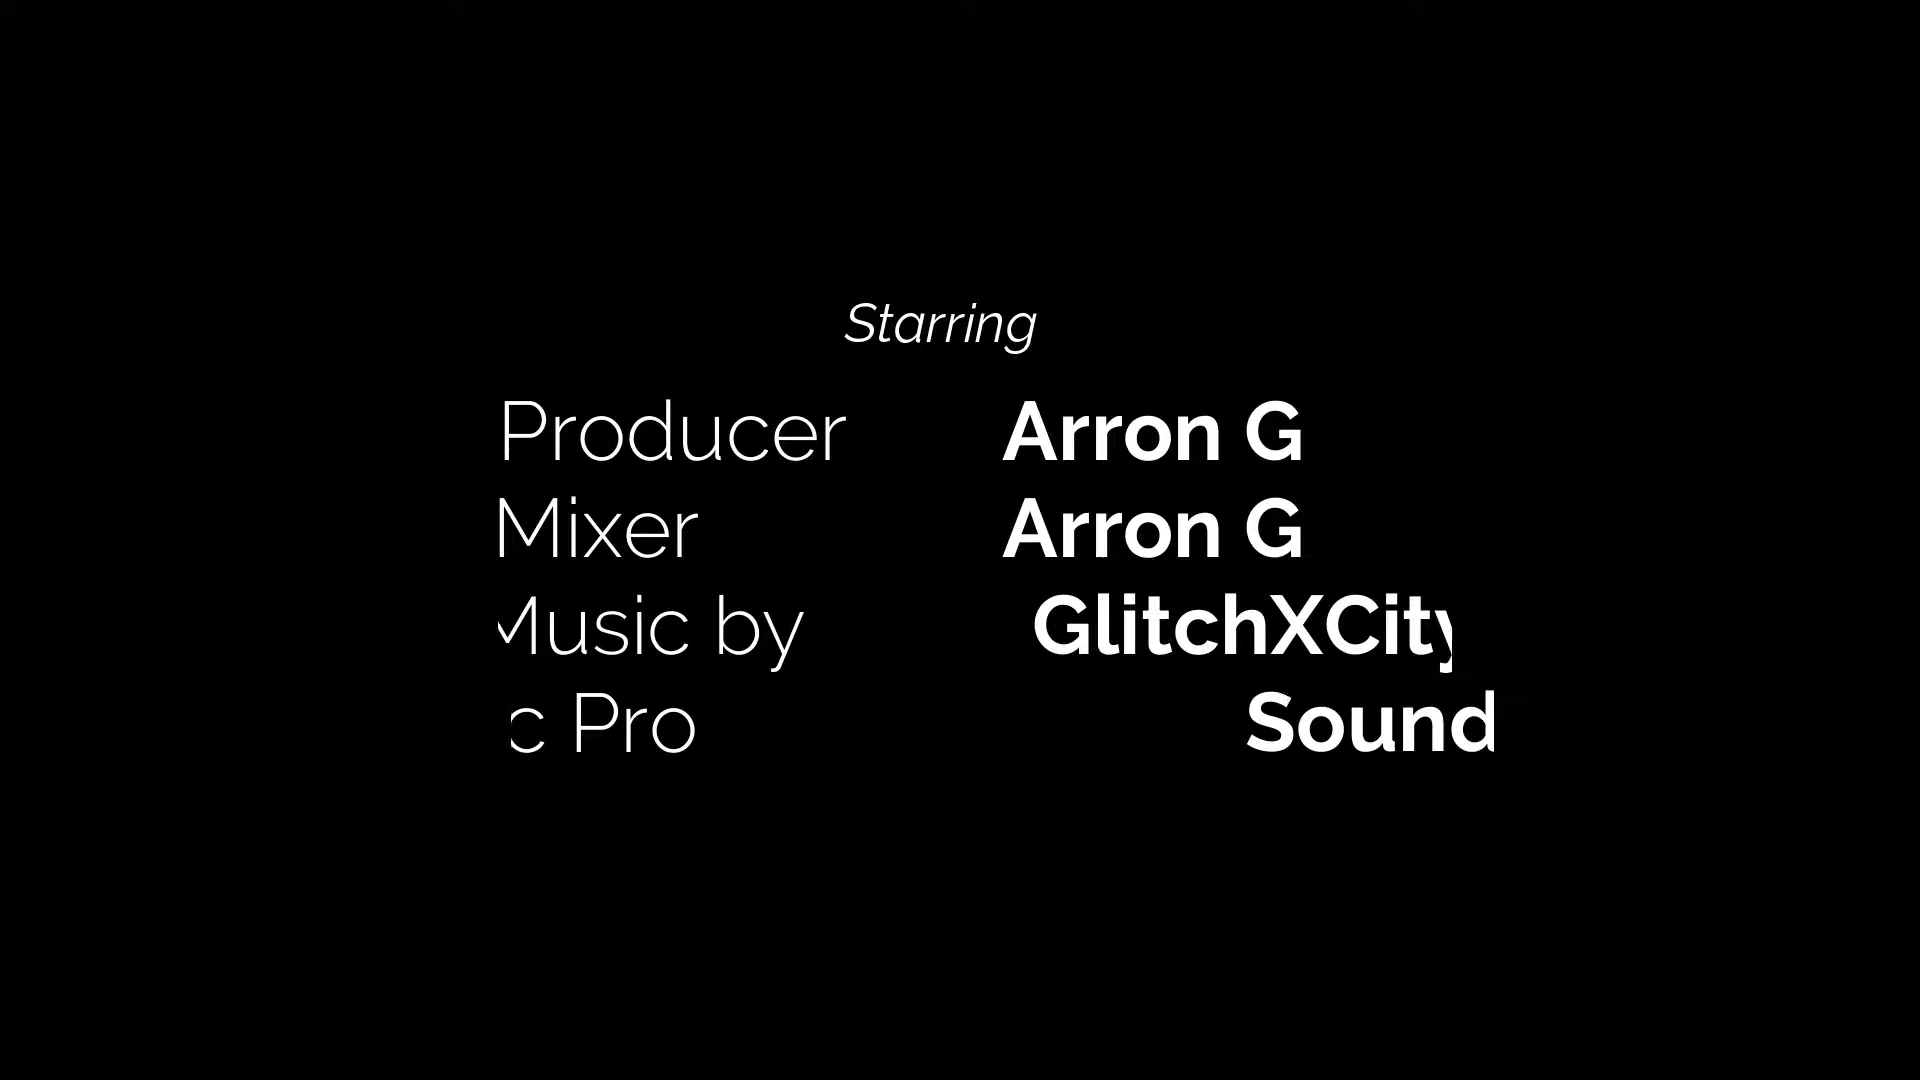 Starring
Producer Arron G
Mixer Arron G
Music by GlitchXCity
c Pro Sound